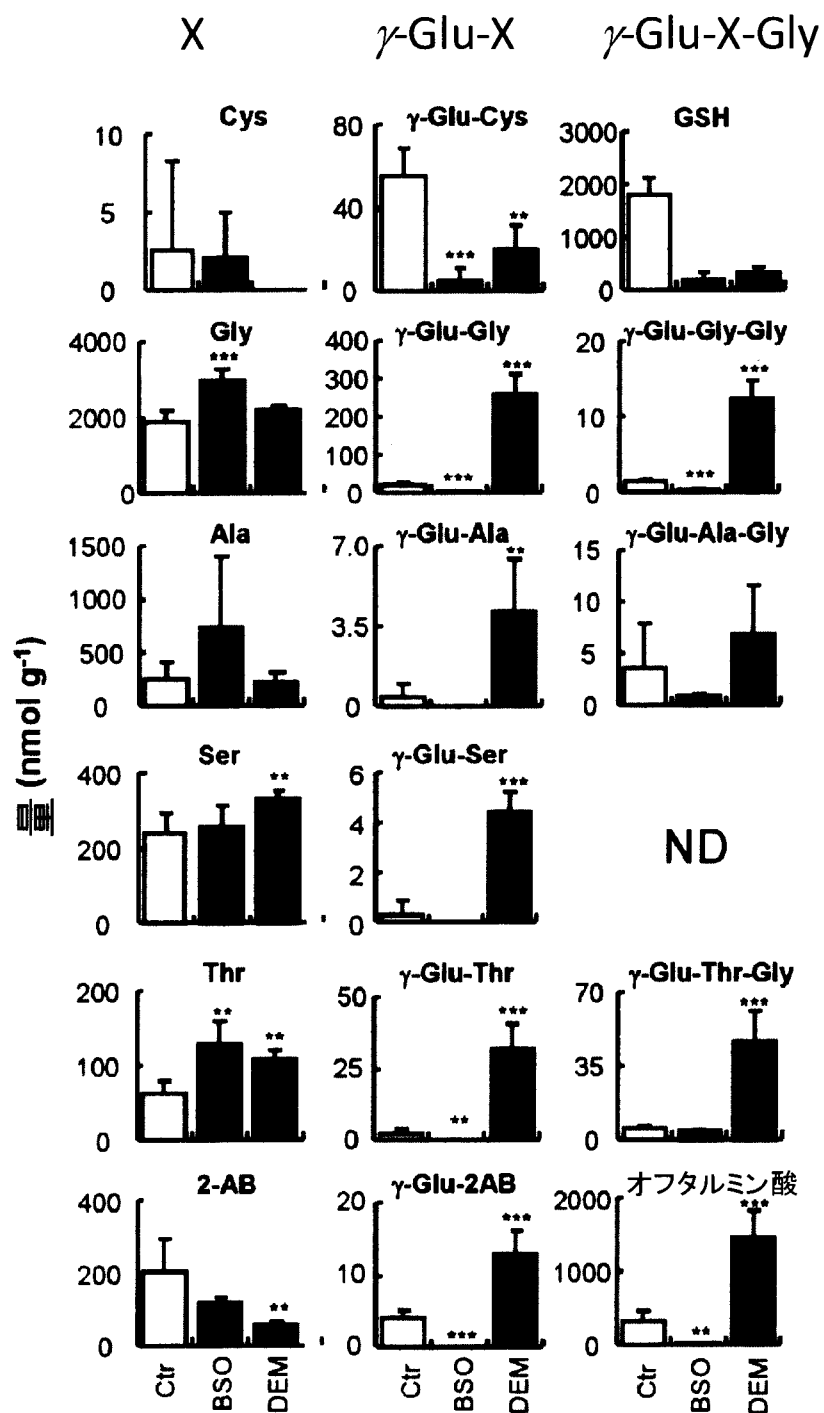 X γ-Glu-X γ-Glu-X-Gly
Cys γ-Glu-Cys GSH
10 80 3000
5 40 2000
1000
0 0 0
*** **
Gly γ-Glu-Gly γ-Glu-Gly-Gly
4000 400 20
300
2000 200 10
100
0 0 0
*** *** *** *** ***
Ala γ-Glu-Ala γ-Glu-Ala-Gly
1500 7.0 15
1000 10
3.5
500 5
0 0 0
**
Ser γ-Glu-Ser
400 6
4
200 2
0 0
** ***
ND
Thr γ-Glu-Thr γ-Glu-Thr-Gly
200 50 70
100 25 35
0 0 0
** ** ** *** ***
2-AB γ-Glu-2AB オフタルミン酸
400 20 2000
200 10 1000
0 0 0
** *** *** ** ***
Ctr BSO DEM Ctr BSO DEM Ctr BSO DEM
量 (nmol g⁻¹)